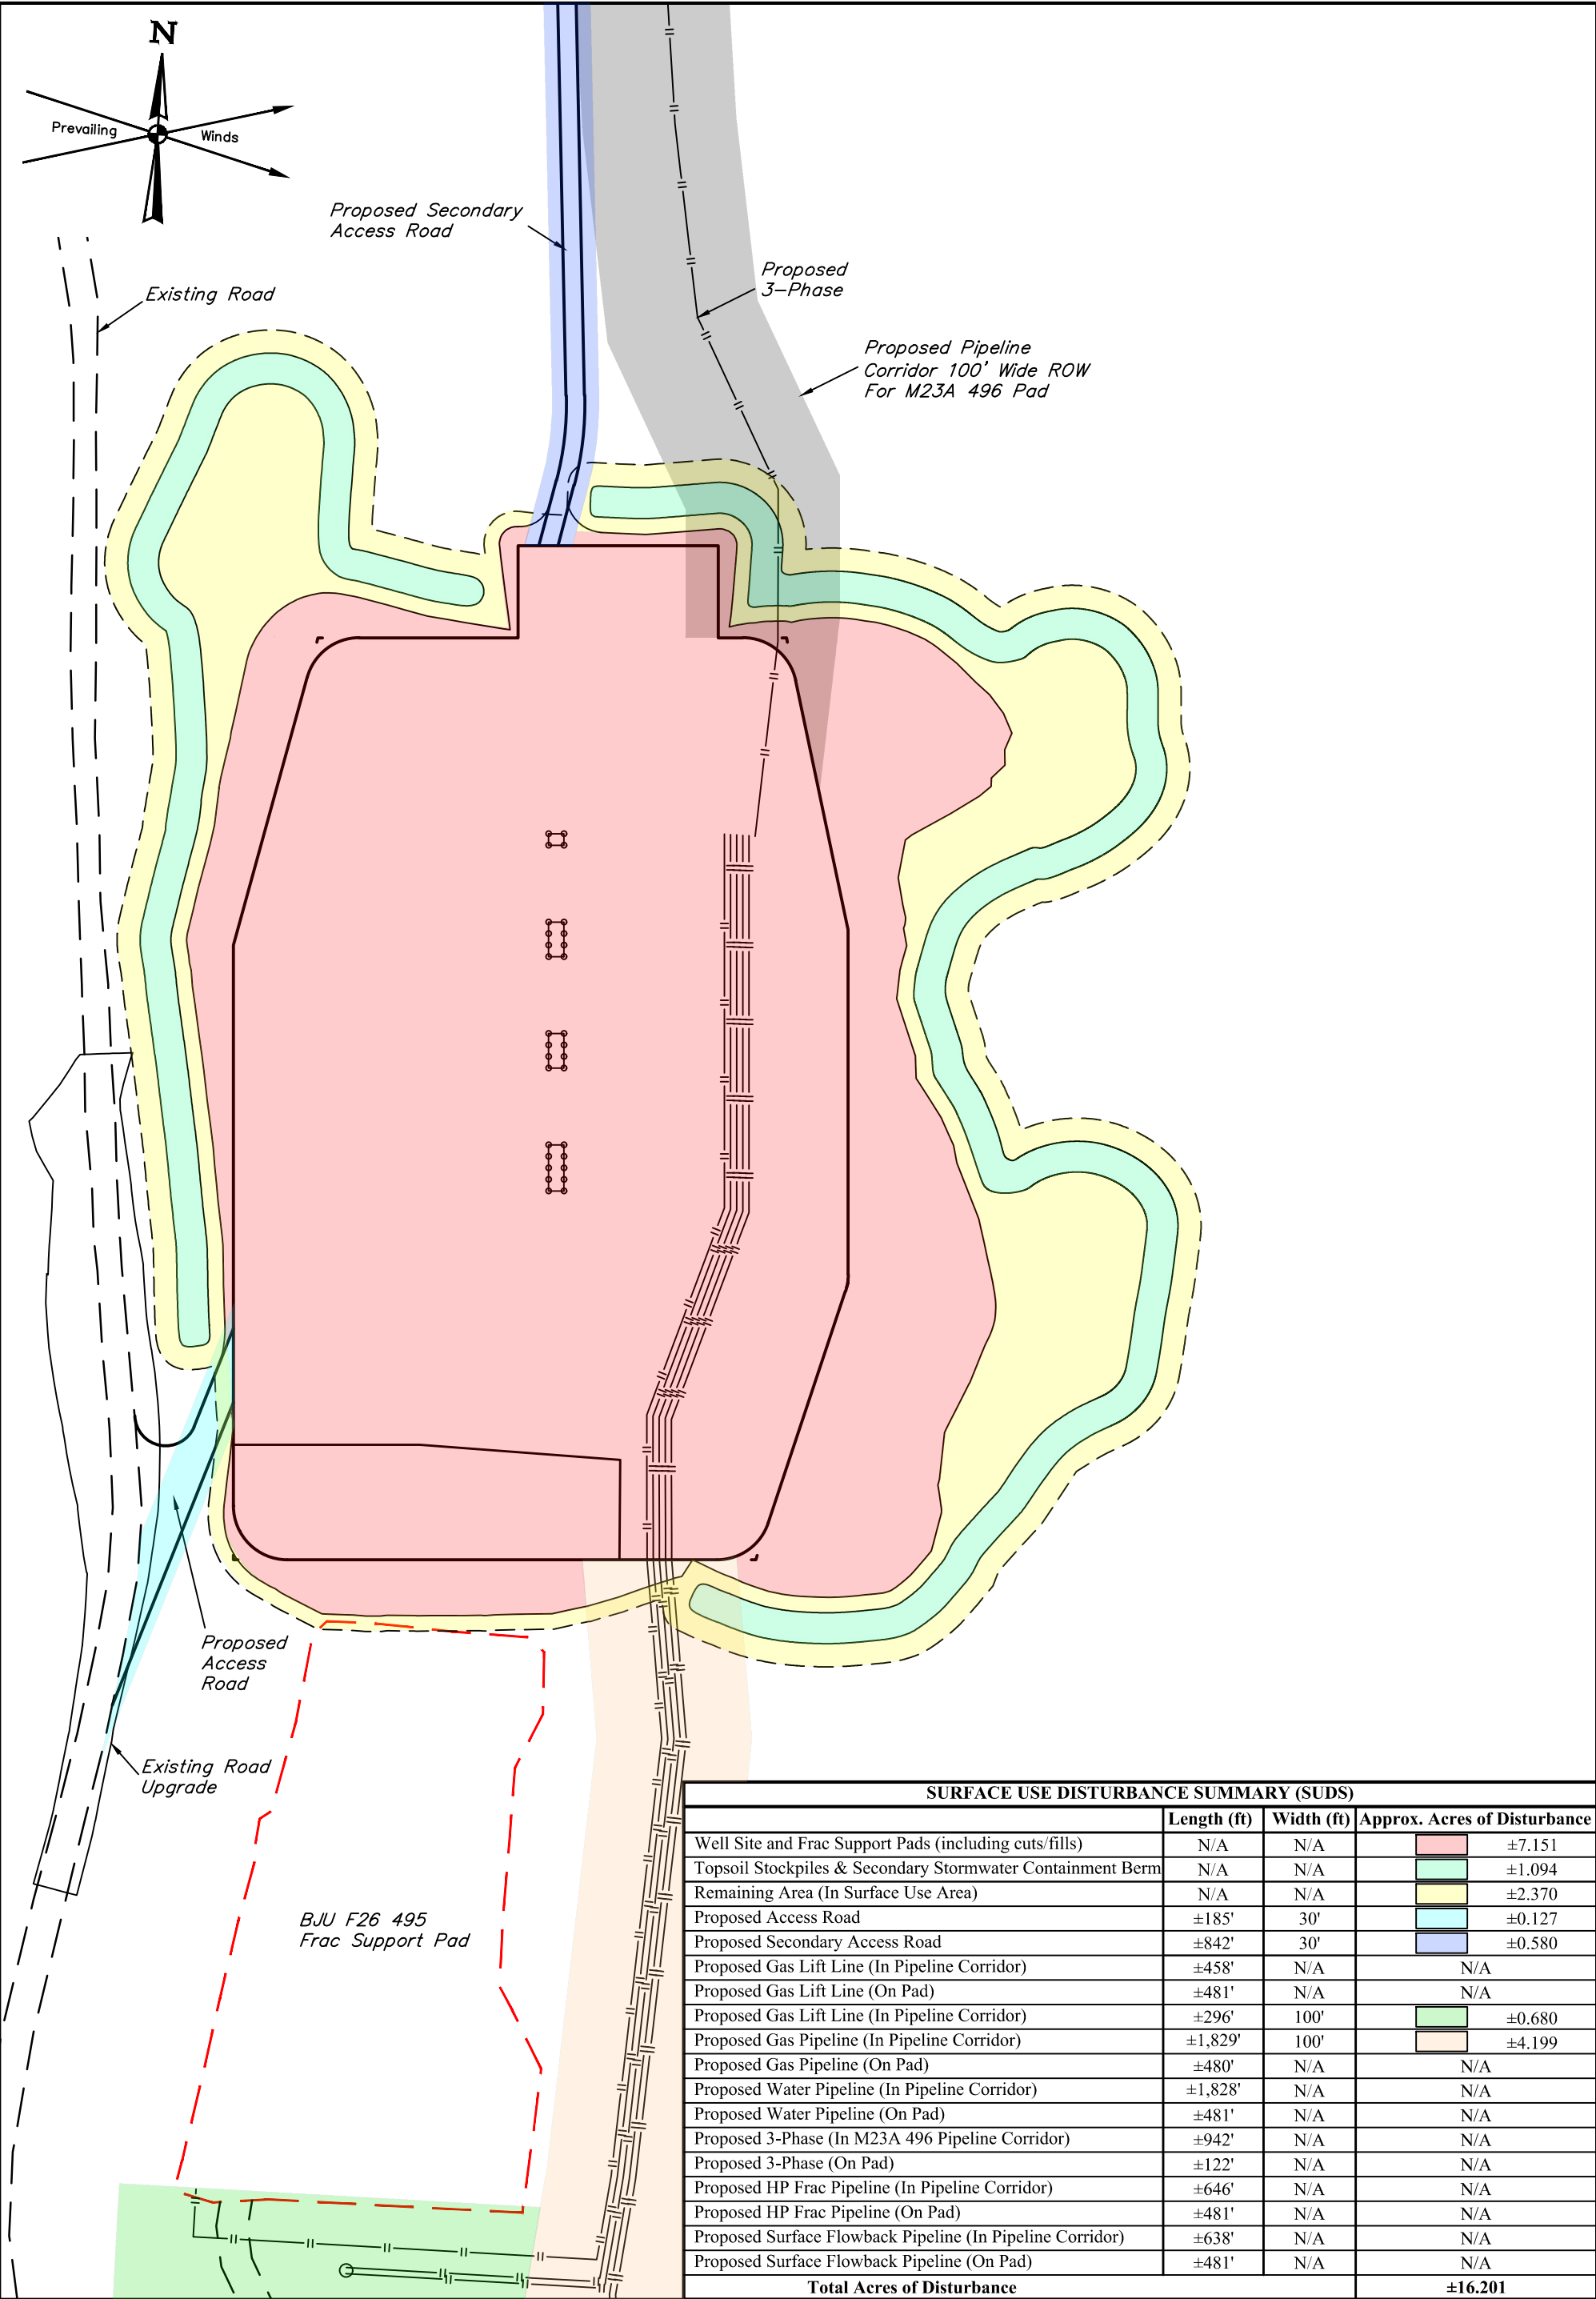 N
Prevailing Winds
Proposed Secondary
Access Road
Existing Road
Proposed
3-Phase
Proposed Pipeline
Corridor 100' Wide ROW
For M23A 496 Pad
Proposed
Access
Road
Existing Road
Upgrade
BJU F26 495
Frac Support Pad
SURFACE USE DISTURBANCE SUMMARY (SUDS)
Length (ft) Width (ft) Approx. Acres of Disturbance
Well Site and Frac Support Pads (including cuts/fills) N/A N/A ±7.151
Topsoil Stockpiles & Secondary Stormwater Containment Berm N/A N/A ±1.094
Remaining Area (In Surface Use Area) N/A N/A ±2.370
Proposed Access Road ±185' 30' ±0.127
Proposed Secondary Access Road ±842' 30' ±0.580
Proposed Gas Lift Line (In Pipeline Corridor) ±458' N/A N/A
Proposed Gas Lift Line (On Pad) ±481' N/A N/A
Proposed Gas Lift Line (In Pipeline Corridor) ±296' 100' ±0.680
Proposed Gas Pipeline (In Pipeline Corridor) ±1,829' 100' ±4.199
Proposed Gas Pipeline (On Pad) ±480' N/A N/A
Proposed Water Pipeline (In Pipeline Corridor) ±1,828' N/A N/A
Proposed Water Pipeline (On Pad) ±481' N/A N/A
Proposed 3-Phase (In M23A 496 Pipeline Corridor) ±942' N/A N/A
Proposed 3-Phase (On Pad) ±122' N/A N/A
Proposed HP Frac Pipeline (In Pipeline Corridor) ±646' N/A N/A
Proposed HP Frac Pipeline (On Pad) ±481' N/A N/A
Proposed Surface Flowback Pipeline (In Pipeline Corridor) ±638' N/A N/A
Proposed Surface Flowback Pipeline (On Pad) ±481' N/A N/A
Total Acres of Disturbance ±16.201